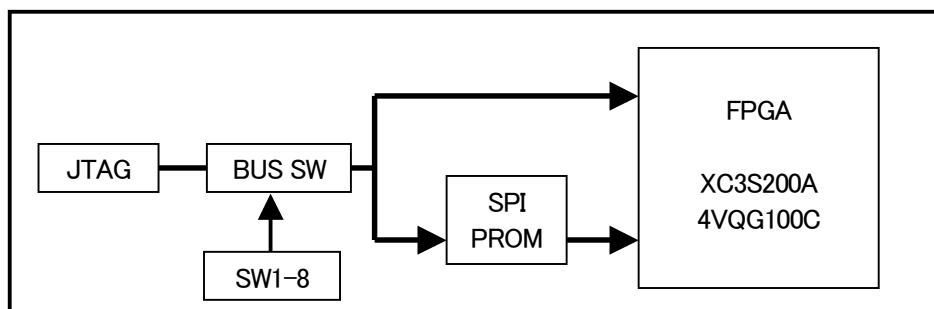 JTAG
BUS SW
SW1-8
SPI
PROM
FPGA
XC3S200A
4VQG100C